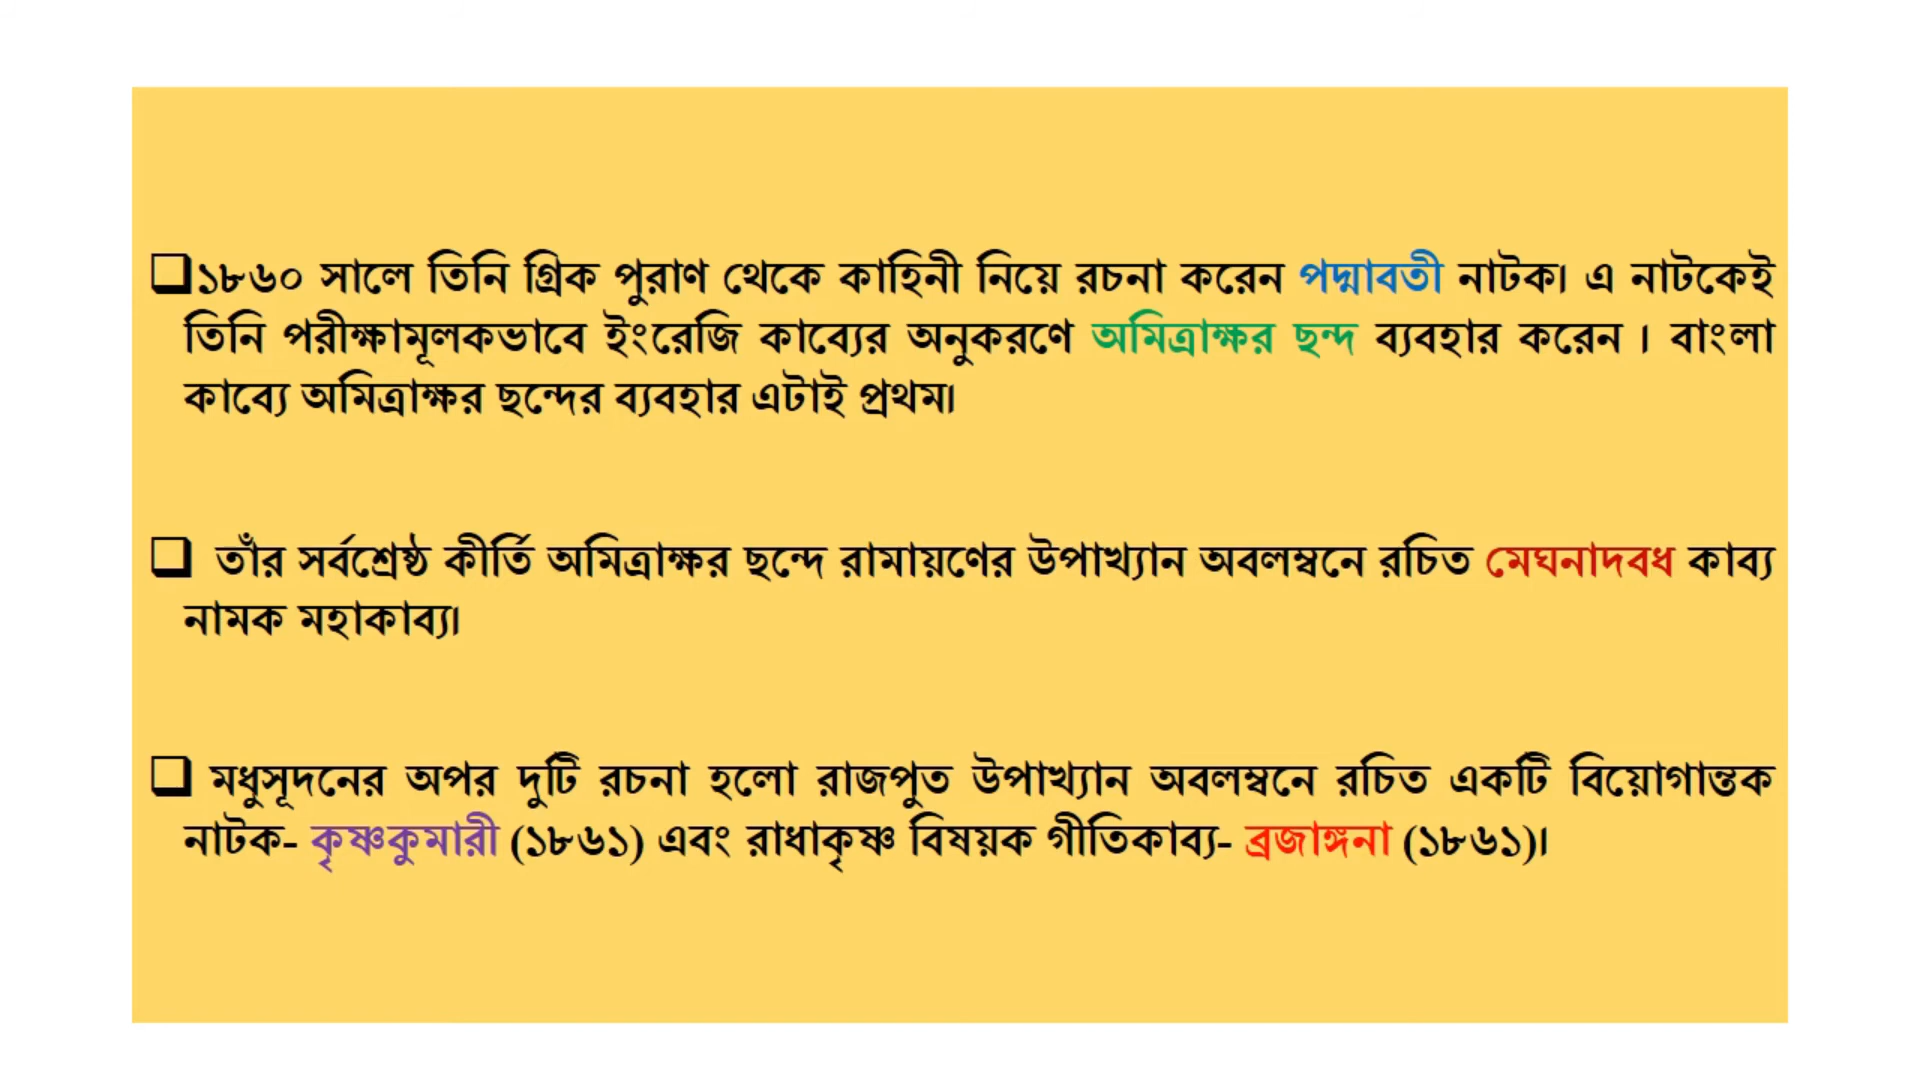 ❑১৮৬০ সালে তিনি গ্রিক পুরাণ থেকে কাহিনী নিয়ে রচনা করেন পদ্মাবতী নাটক। এ নাটকেই
তিনি পরীক্ষামূলকভাবে ইংরেজি কাব্যের অনুকরণে অমিত্রাক্ষর ছন্দ ব্যবহার করেন । বাংলা
কাব্যে অমিত্রাক্ষর ছন্দের ব্যবহার এটাই প্রথম।
❑ তাঁর সর্বশ্রেষ্ঠ কীর্তি অমিত্রাক্ষর ছন্দে রামায়ণের উপাখ্যান অবলম্বনে রচিত মেঘনাদবধ কাব্য
নামক মহাকাব্য।
❑ মধুসূদনের অপর দুটি রচনা হলো রাজপুত উপাখ্যান অবলম্বনে রচিত একটি বিয়োগান্তক
নাটক- কৃষ্ণকুমারী (১৮৬১) এবং রাধাকৃষ্ণ বিষয়ক গীতিকাব্য- ব্রজাঙ্গনা (১৮৬১)।